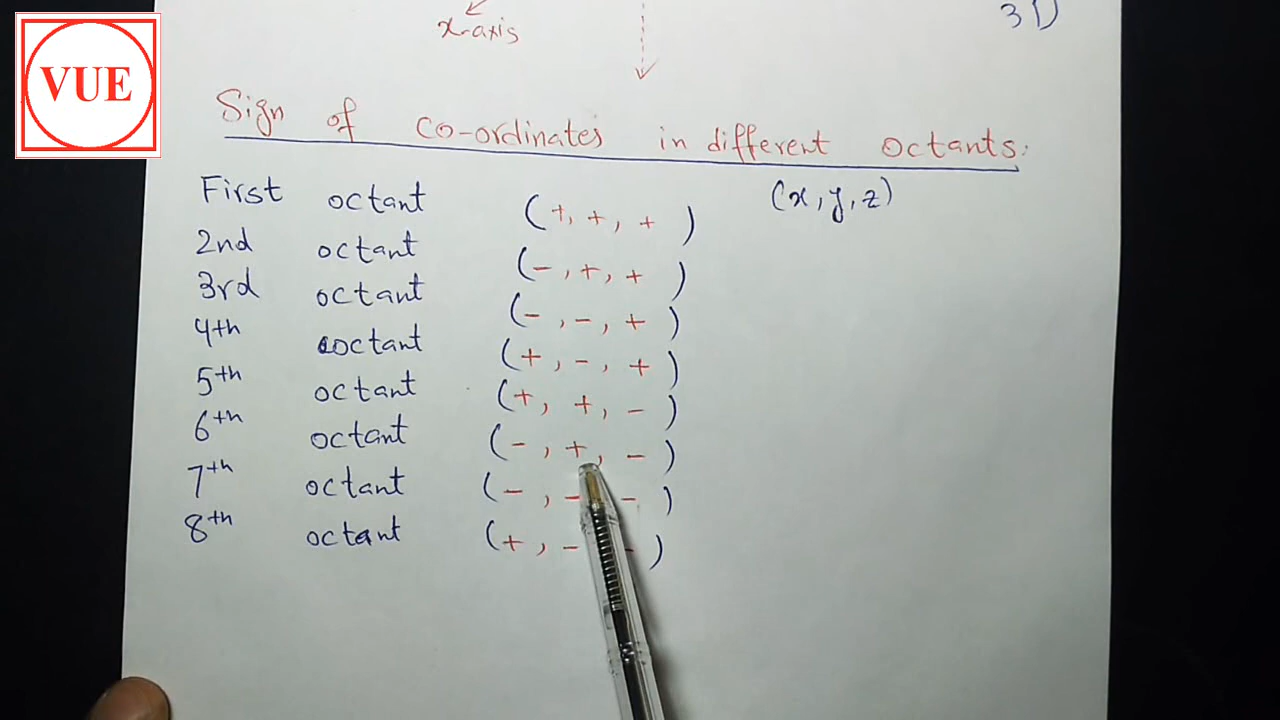 VUE
3D
x-axis
Sign of co-ordinates in different octants:
First octant (+, +, +) (x, y, z)
2nd octant (-, +, +)
3rd octant (-, -, +)
4th octant (+, -, +)
5th octant (+, +, -)
6th octant (-, +, -)
7th octant (-, - -)
8th octant (+, - -)